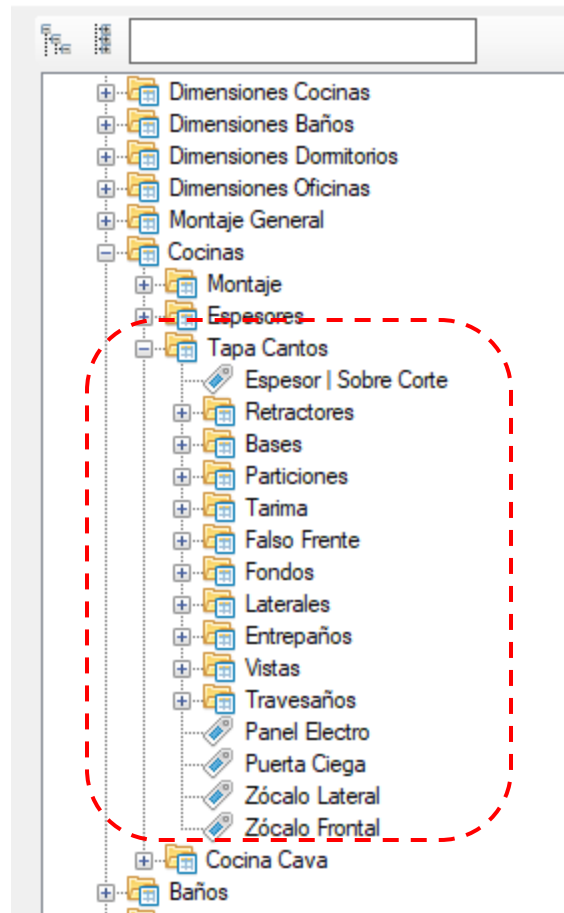 Dimensiones Cocinas
Dimensiones Baños
Dimensiones Dormitorios
Dimensiones Oficinas
Montaje General
Cocinas
Montaje
Espesores
Tapa Cantos
Espesor | Sobre Corte
Retractores
Bases
Particiones
Tarima
Falso Frente
Fondos
Laterales
Entrepaños
Vistas
Travesaños
Panel Electro
Puerta Ciega
Zócalo Lateral
Zócalo Frontal
Cocina Cava
Baños